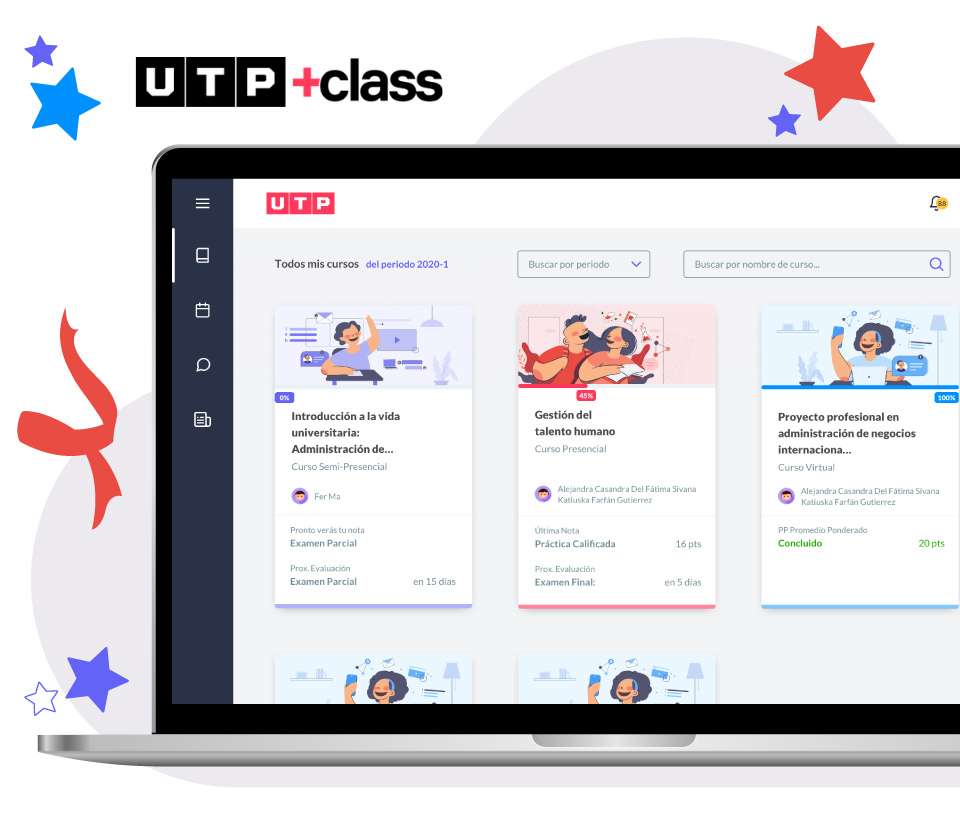 UTP +class
UTP
88
Todos mis cursos del periodo 2020-1
Buscar por periodo
Buscar por nombre de curso...
0%
Introducción a la vida
universitaria:
Administración de...
Curso Semi-Presencial
Fer Ma
Pronto verás tu nota
Examen Parcial
Prox. Evaluación
Examen Parcial en 15 días
45%
Gestión del
talento humano
Curso Presencial
Alejandra Casandra Del Fátima Sivana
Katiuska Farfán Gutierrez
Última Nota
Práctica Calificada 16 pts
Prox. Evaluación
Examen Final: en 5 días
100%
Proyecto profesional en
administración de negocios
internaciona...
Curso Virtual
Alejandra Casandra Del Fátima Sivana
Katiuska Farfán Gutierrez
PP Promedio Ponderado
Concluido 20 pts